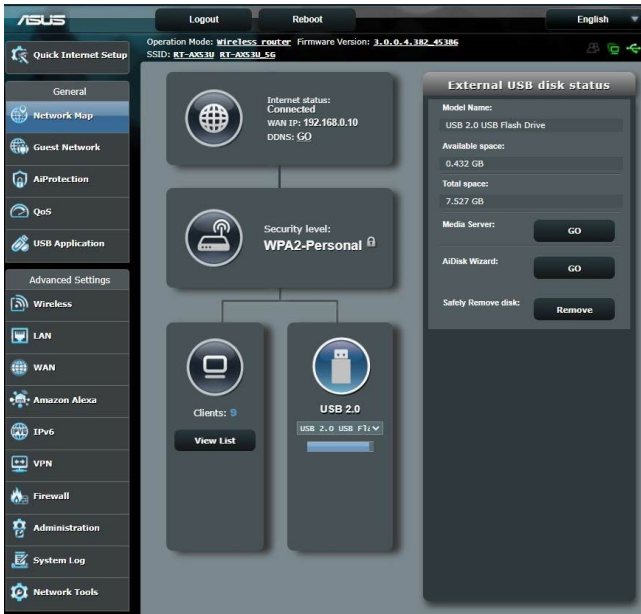 ASUS
Logout Reboot English
Quick Internet Setup
Operation Mode: Wireless router Firmware Version: 3.0.0.4.382_45386
SSID: RT-AX53U RT-AX53U_5G
General
Network Map
Guest Network
AiProtection
QoS
USB Application
Advanced Settings
Wireless
LAN
WAN
Amazon Alexa
IPv6
VPN
Firewall
Administration
System Log
Network Tools
Internet status:
Connected
WAN IP: 192.168.0.10
DDNS: GO
Security level:
WPA2-Personal
Clients: 9
View List
USB 2.0
USB 2.0 USB Fla
External USB disk status
Model Name:
USB 2.0 USB Flash Drive
Available space:
0.432 GB
Total space:
7.527 GB
Media Server: GO
AiDisk Wizard: GO
Safely Remove disk: Remove